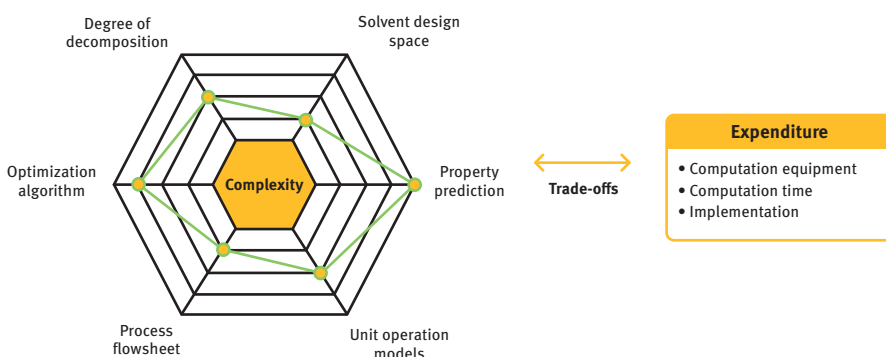 Degree of
decomposition
Solvent design
space
Optimization
algorithm
Complexity
Property
prediction
Process
flowsheet
Unit operation
models
Trade-offs
Expenditure
• Computation equipment
• Computation time
• Implementation